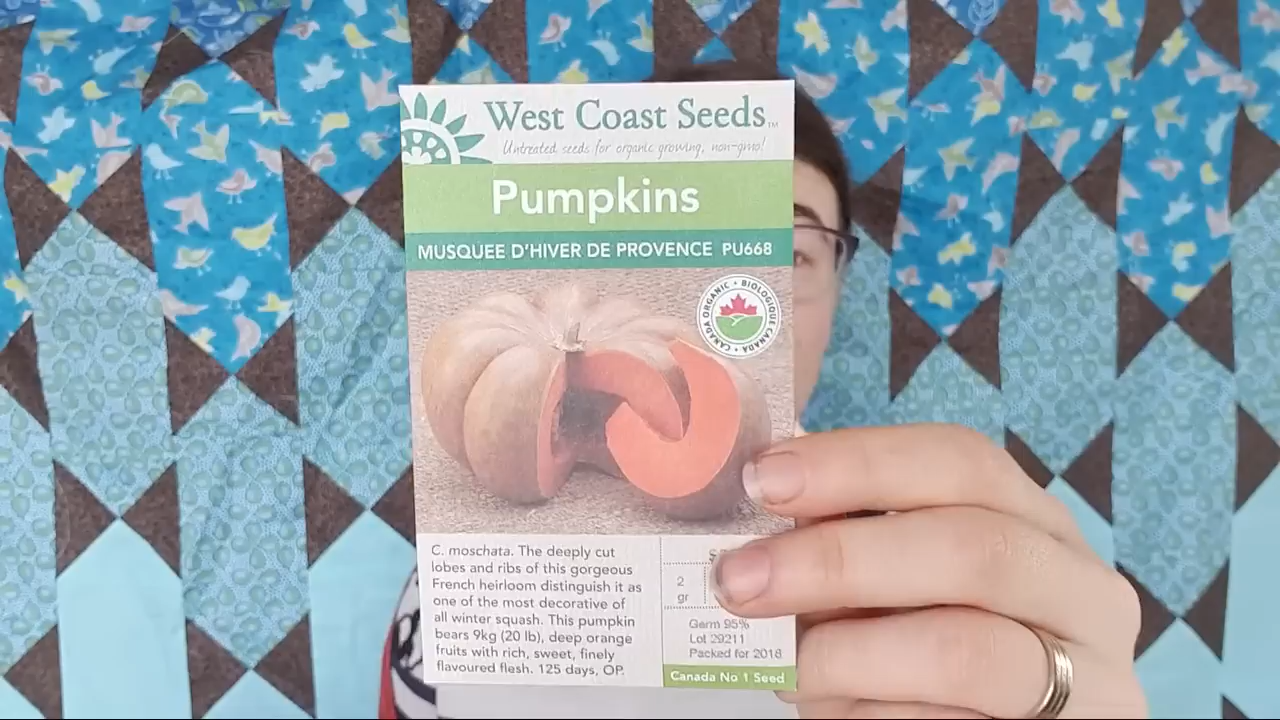 West Coast Seeds™
Untreated seeds for organic growing, non-gmo!
Pumpkins
MUSQUEE D'HIVER DE PROVENCE PU668
CANADA ORGANIC • BIOLOGIQUE CANADA •
C. moschata. The deeply cut
lobes and ribs of this gorgeous
French heirloom distinguish it as
one of the most decorative of
all winter squash. This pumpkin
bears 9kg (20 lb), deep orange
fruits with rich, sweet, finely
flavoured flesh. 125 days, OP.
2
gr
Germ 95%
Lot 29211
Packed for 2018
Canada No 1 Seed